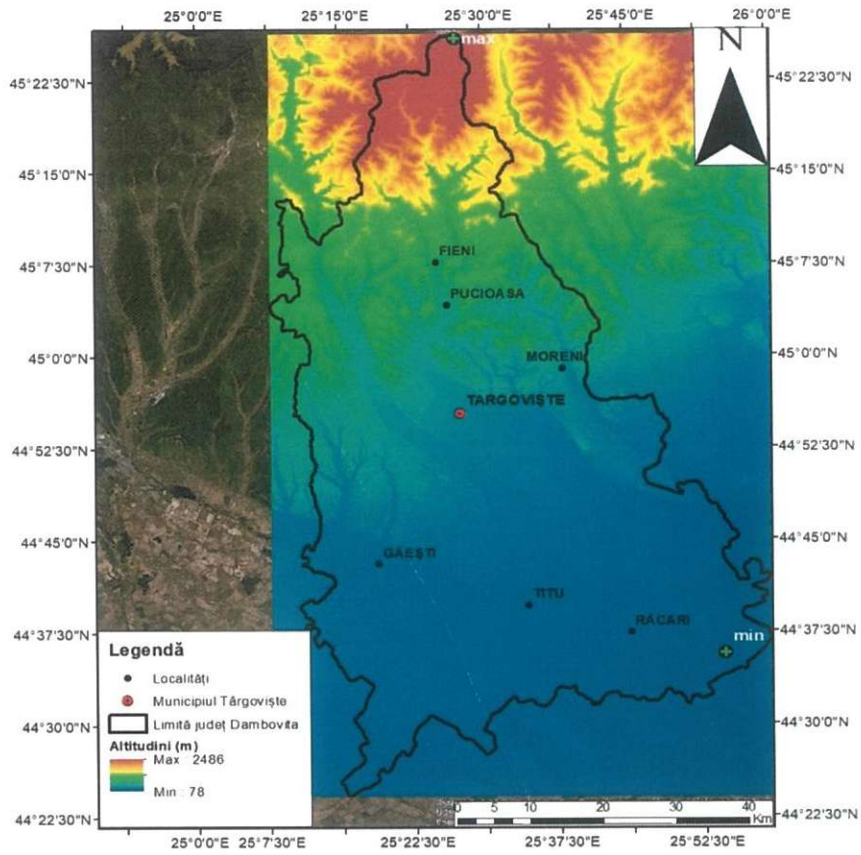 25°0'0"E 25°15'0"E 25°30'0"E 25°45'0"E 26°0'0"E
max
N
45°22'30"N 45°22'30"N
45°15'0"N 45°15'0"N
45°7'30"N 45°7'30"N
FIENI
PUCIOASA
45°0'0"N 45°0'0"N
MORENI
TARGOVIȘTE
44°52'30"N 44°52'30"N
44°45'0"N 44°45'0"N
GĂEȘTI
TITU
RĂCARI
44°37'30"N 44°37'30"N
min
Legendă
Localități
Municipiul Târgoviște
Limită județ Dambovita
Altitudini (m)
Max : 2486
Min : 78
44°30'0"N 44°30'0"N
44°22'30"N 44°22'30"N
0 5 10 20 30 40
Km
25°0'0"E 25°7'30"E 25°22'30"E 25°37'30"E 25°52'30"E